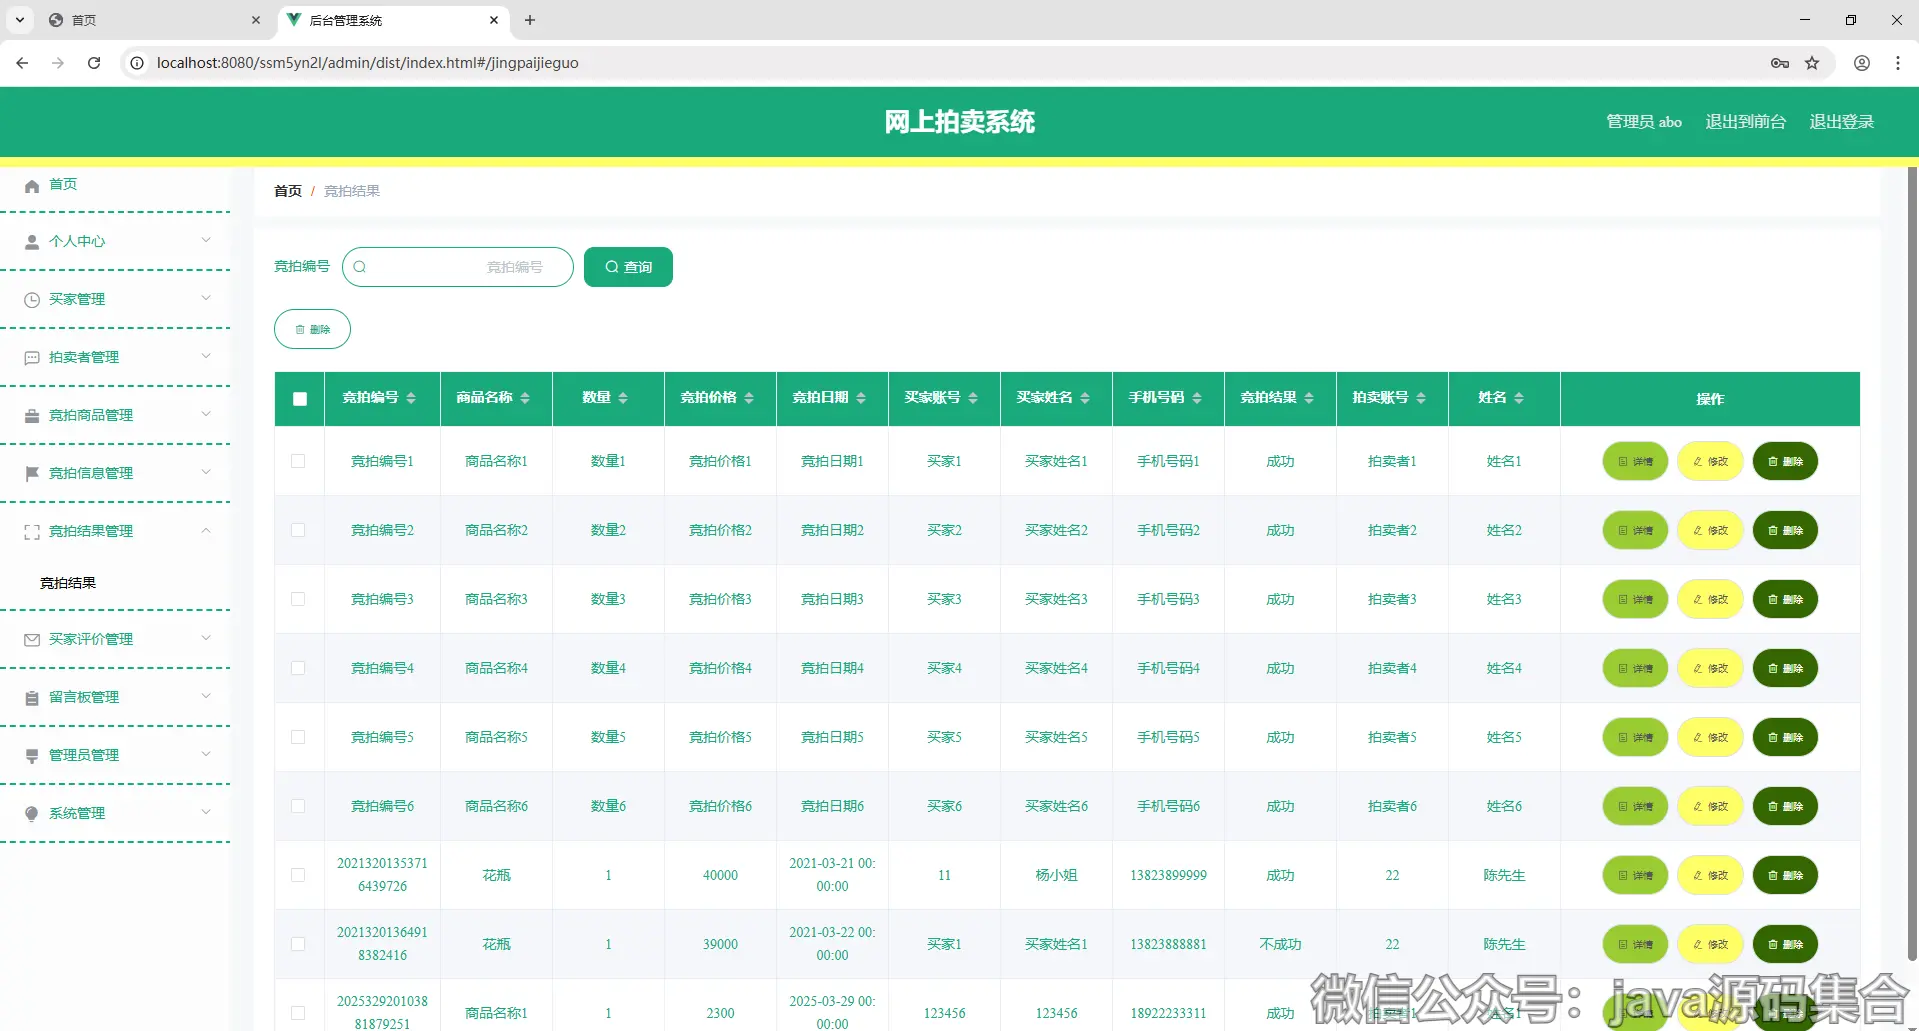 首页
后台管理系统
localhost:8080/ssm5yn2l/admin/dist/index.html#/jingpaijieguo
网上拍卖系统
管理员 abo 退出到前台 退出登录
首页
个人中心
买家管理
拍卖者管理
竞拍商品管理
竞拍信息管理
竞拍结果管理
竞拍结果
买家评价管理
留言板管理
管理员管理
系统管理
首页 / 竞拍结果
竞拍编号 竞拍编号 查询
删除
竞拍编号 商品名称 数量 竞拍价格 竞拍日期 买家账号 买家姓名 手机号码 竞拍结果 拍卖账号 姓名 操作
竞拍编号1 商品名称1 数量1 竞拍价格1 竞拍日期1 买家1 买家姓名1 手机号码1 成功 拍卖者1 姓名1 详情 修改 删除
竞拍编号2 商品名称2 数量2 竞拍价格2 竞拍日期2 买家2 买家姓名2 手机号码2 成功 拍卖者2 姓名2 详情 修改 删除
竞拍编号3 商品名称3 数量3 竞拍价格3 竞拍日期3 买家3 买家姓名3 手机号码3 成功 拍卖者3 姓名3 详情 修改 删除
竞拍编号4 商品名称4 数量4 竞拍价格4 竞拍日期4 买家4 买家姓名4 手机号码4 成功 拍卖者4 姓名4 详情 修改 删除
竞拍编号5 商品名称5 数量5 竞拍价格5 竞拍日期5 买家5 买家姓名5 手机号码5 成功 拍卖者5 姓名5 详情 修改 删除
竞拍编号6 商品名称6 数量6 竞拍价格6 竞拍日期6 买家6 买家姓名6 手机号码6 成功 拍卖者6 姓名6 详情 修改 删除
2021320135371 2021-03-21 00:
花瓶 1 40000 11 杨小姐 13823899999 成功 22 陈先生 详情 修改 删除
6439726 00:00
2021320136491 2021-03-22 00:
花瓶 1 39000 买家1 买家姓名1 13823888881 不成功 22 陈先生 详情 修改 删除
8382416 00:00
2025329201038 2025-03-29 00:
商品名称1 1 2300 123456 123456 18922233311 成功 拍卖者1 姓名1
81879251 00:00
微信公众号：java源码集合